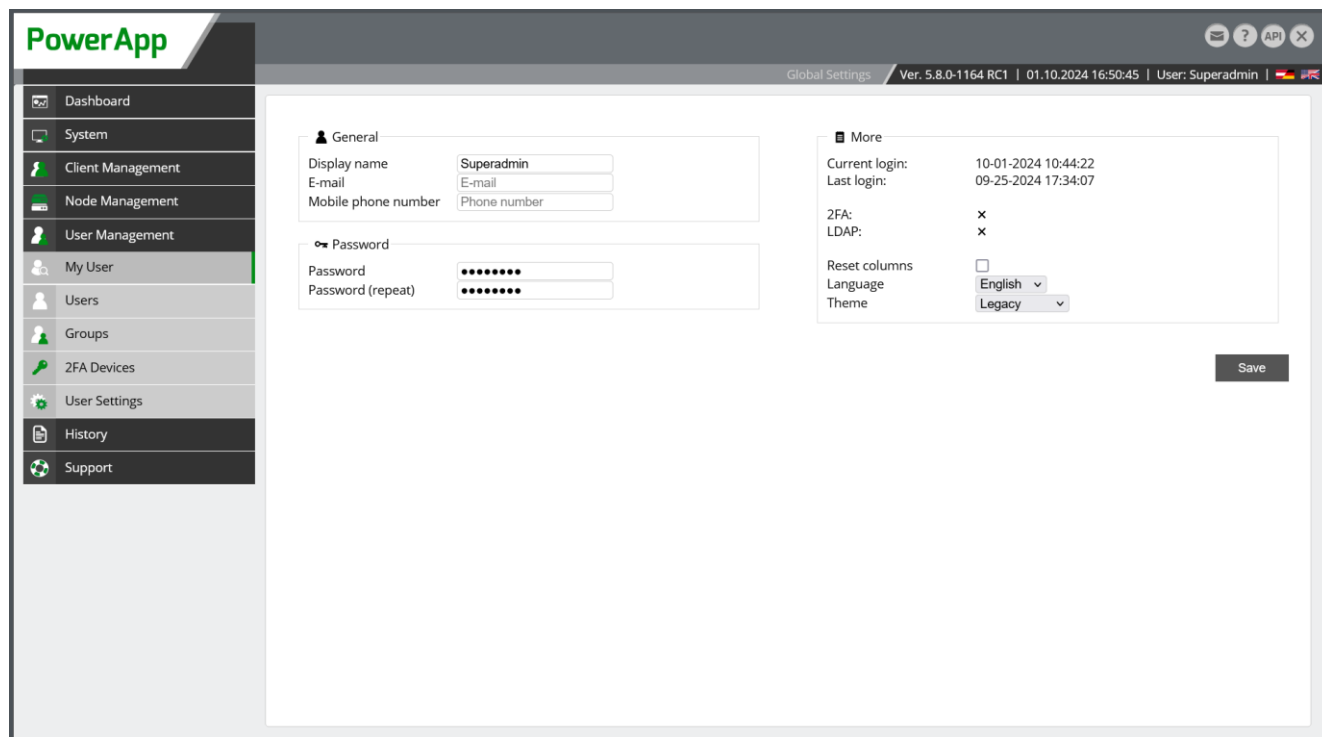 PowerApp
? API
Global Settings
Ver. 5.8.0-1164 RC1 | 01.10.2024 16:50:45 | User: Superadmin |
Dashboard
System
Client Management
Node Management
User Management
My User
Users
Groups
2FA Devices
User Settings
History
Support
General
Display name Superadmin
E-mail E-mail
Mobile phone number Phone number
Password
Password ●●●●●●●●
Password (repeat) ●●●●●●●●
More
Current login: 10-01-2024 10:44:22
Last login: 09-25-2024 17:34:07
2FA: ×
LDAP: ×
Reset columns
Language English
Theme Legacy
Save